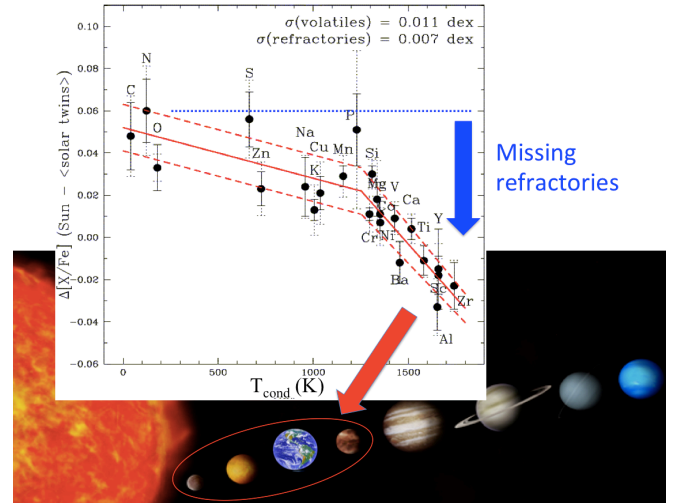 σ(volatiles) = 0.011 dex
σ(refractories) = 0.007 dex
0.10
0.08
0.06
0.04
0.02
0.00
−0.02
−0.04
−0.06
Δ[X/Fe] (Sun − <solar twins>)
N
S
C
P
O
Na
Cu
Mn
Si
Zn
K
Mg
V
Ca
Cr
Ni
Ti
Y
Ba
Sc
Zr
Al
Missing
refractories
0
500
1000
1500
T_cond (K)